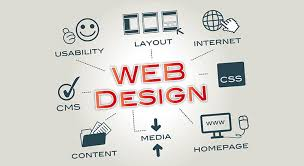 USABILITY
LAYOUT
INTERNET
WEB
DESIGN
CMS
CSS
CONTENT
MEDIA
WWW
HOMEPAGE